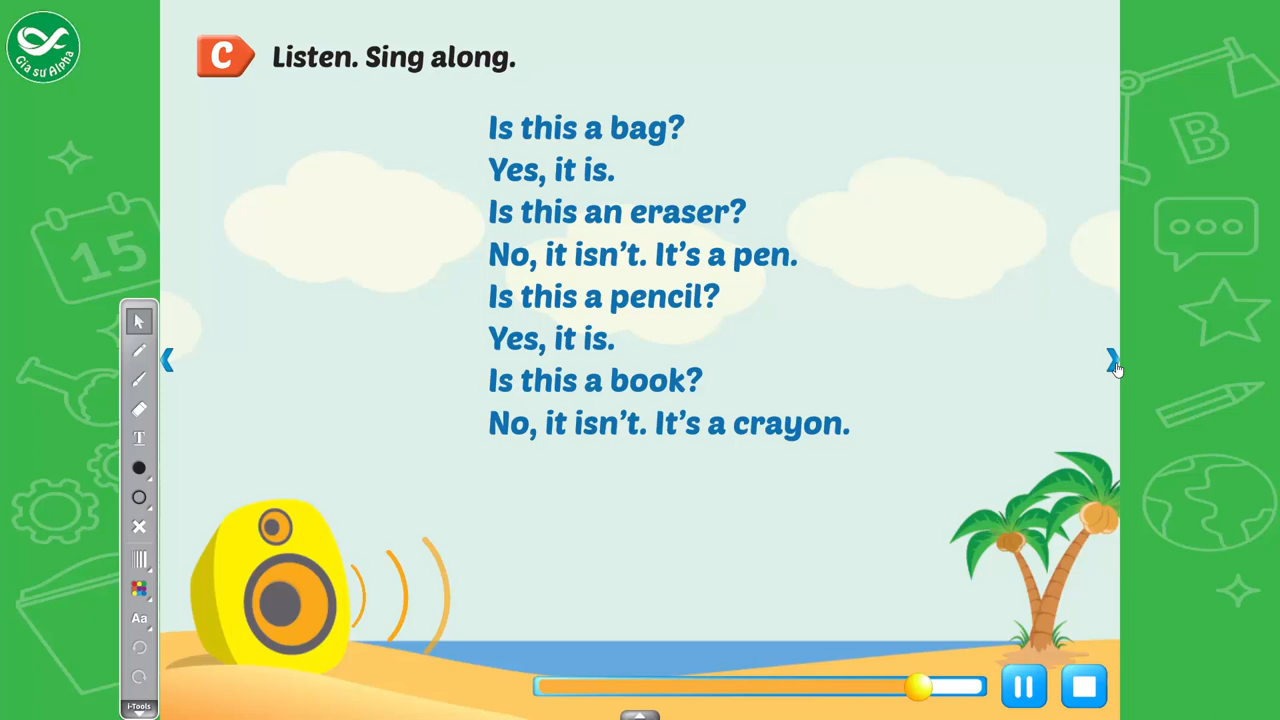 Gia sư Alpha
C Listen. Sing along.
Is this a bag?
Yes, it is.
Is this an eraser?
No, it isn't. It's a pen.
Is this a pencil?
Yes, it is.
Is this a book?
No, it isn't. It's a crayon.
15
B
T
Aa
i-Tools